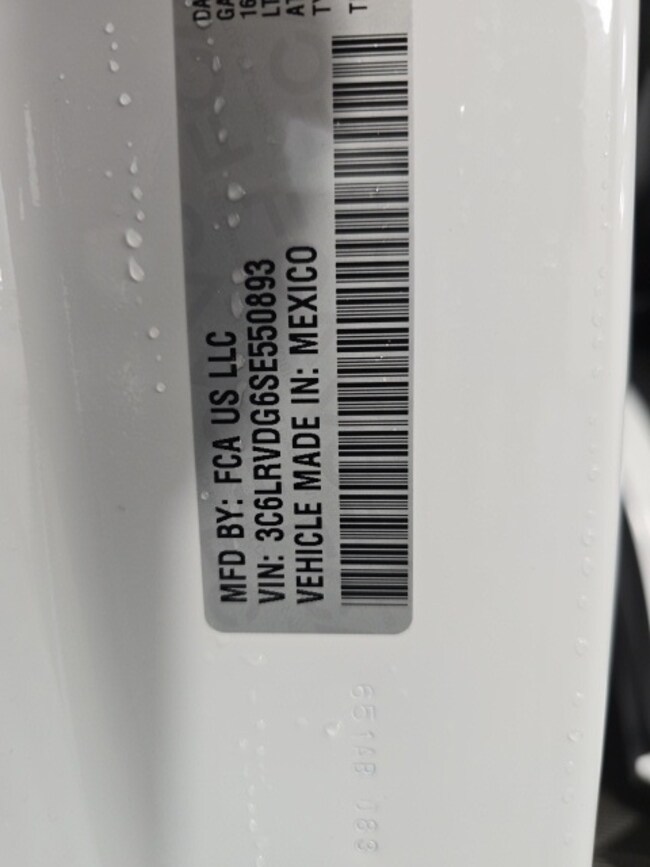 MFD BY: FCA US LLC
VIN: 3C6LRVDG6SE550893
VEHICLE MADE IN: MEXICO